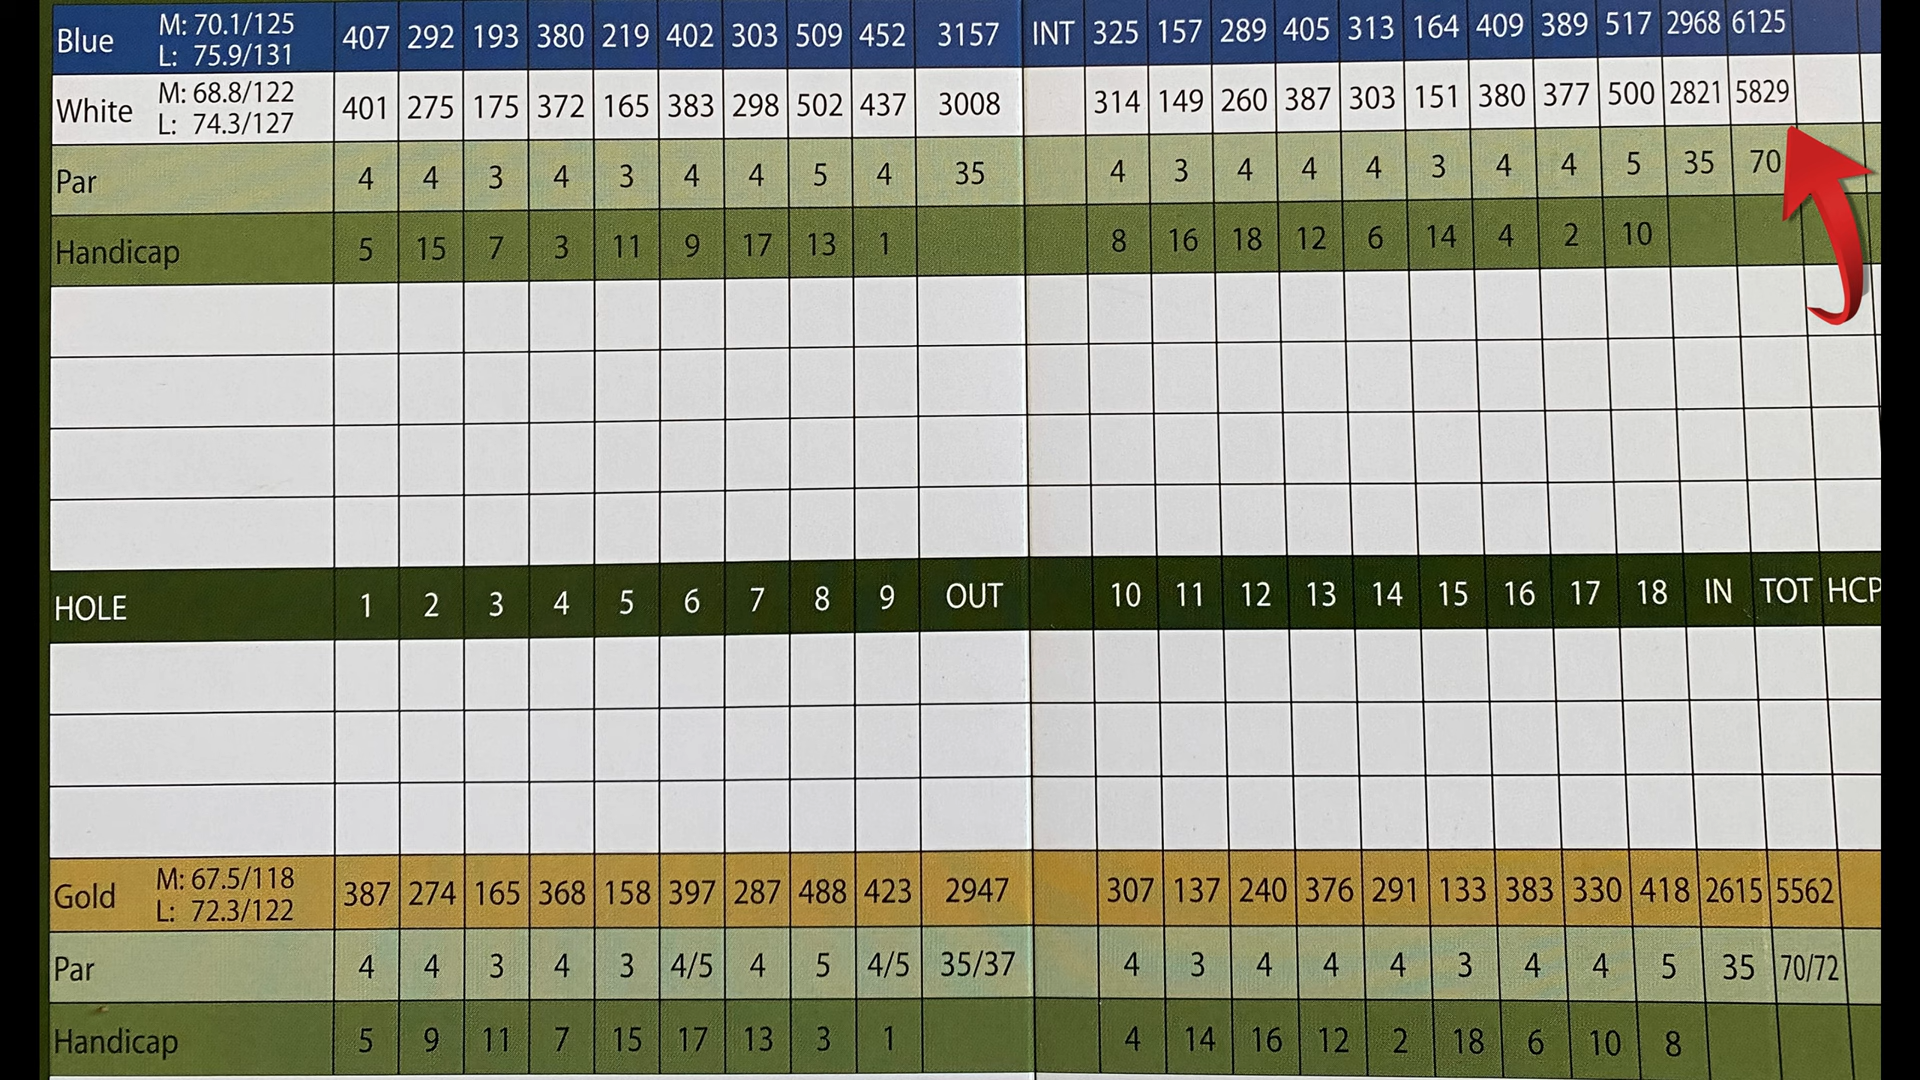 Blue M: 70.1/125 407 292 193 380 219 402 303 509 452 3157 INT 325 157 289 405 313 164 409 389 517 2968 6125
L: 75.9/131
White M: 68.8/122 401 275 175 372 165 383 298 502 437 3008 314 149 260 387 303 151 380 377 500 2821 5829
L: 74.3/127
Par 4 4 3 4 3 4 4 5 4 35 4 3 4 4 4 3 4 4 5 35 70
Handicap 5 15 7 3 11 9 17 13 1 8 16 18 12 6 14 4 2 10
HOLE 1 2 3 4 5 6 7 8 9 OUT 10 11 12 13 14 15 16 17 18 IN TOT HCP
Gold M: 67.5/118 387 274 165 368 158 397 287 488 423 2947 307 137 240 376 291 133 383 330 418 2615 5562
L: 72.3/122
Par 4 4 3 4 3 4/5 4 5 4/5 35/37 4 3 4 4 4 3 4 4 5 35 70/72
Handicap 5 9 11 7 15 17 13 3 1 4 14 16 12 2 18 6 10 8